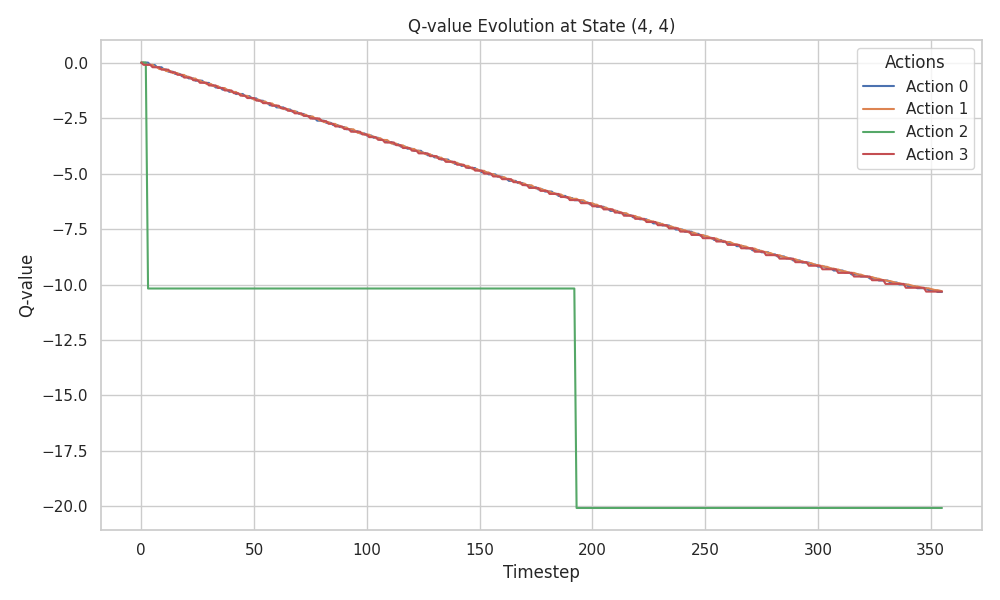 Q-value Evolution at State (4, 4)
Actions
Action 0
Action 1
Action 2
Action 3
Q-value
0.0
−2.5
−5.0
−7.5
−10.0
−12.5
−15.0
−17.5
−20.0
0 50 100 150 200 250 300 350
Timestep